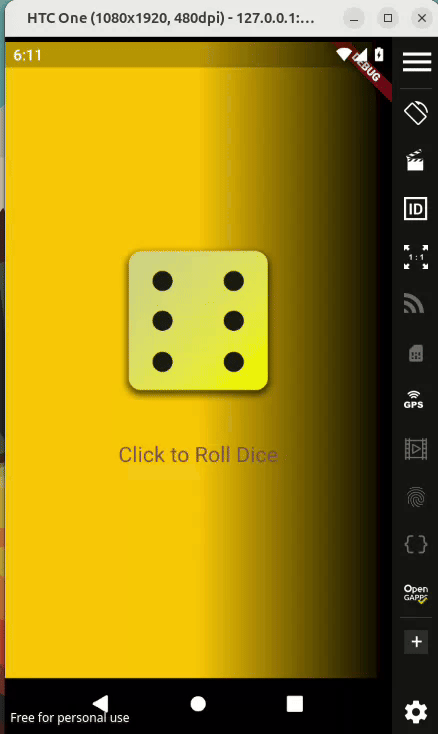 HTC One (1080x1920, 480dpi) - 127.0.0.1:...
6:11
DEBUG
ID
1:1
GPS
Click to Roll Dice
Open
GAPPS
Free for personal use